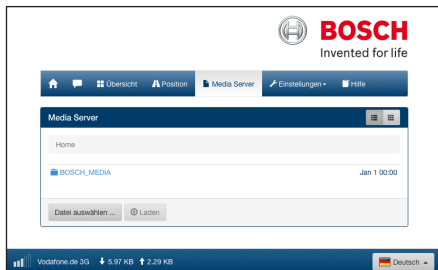 BOSCH
Invented for life
Übersicht Position Media Server Einstellungen Hilfe
Media Server
Home
BOSCH_MEDIA Jan 1 00:00
Datei auswählen ... Laden
Vodafone.de 3G 5.97 KB 2.29 KB Deutsch